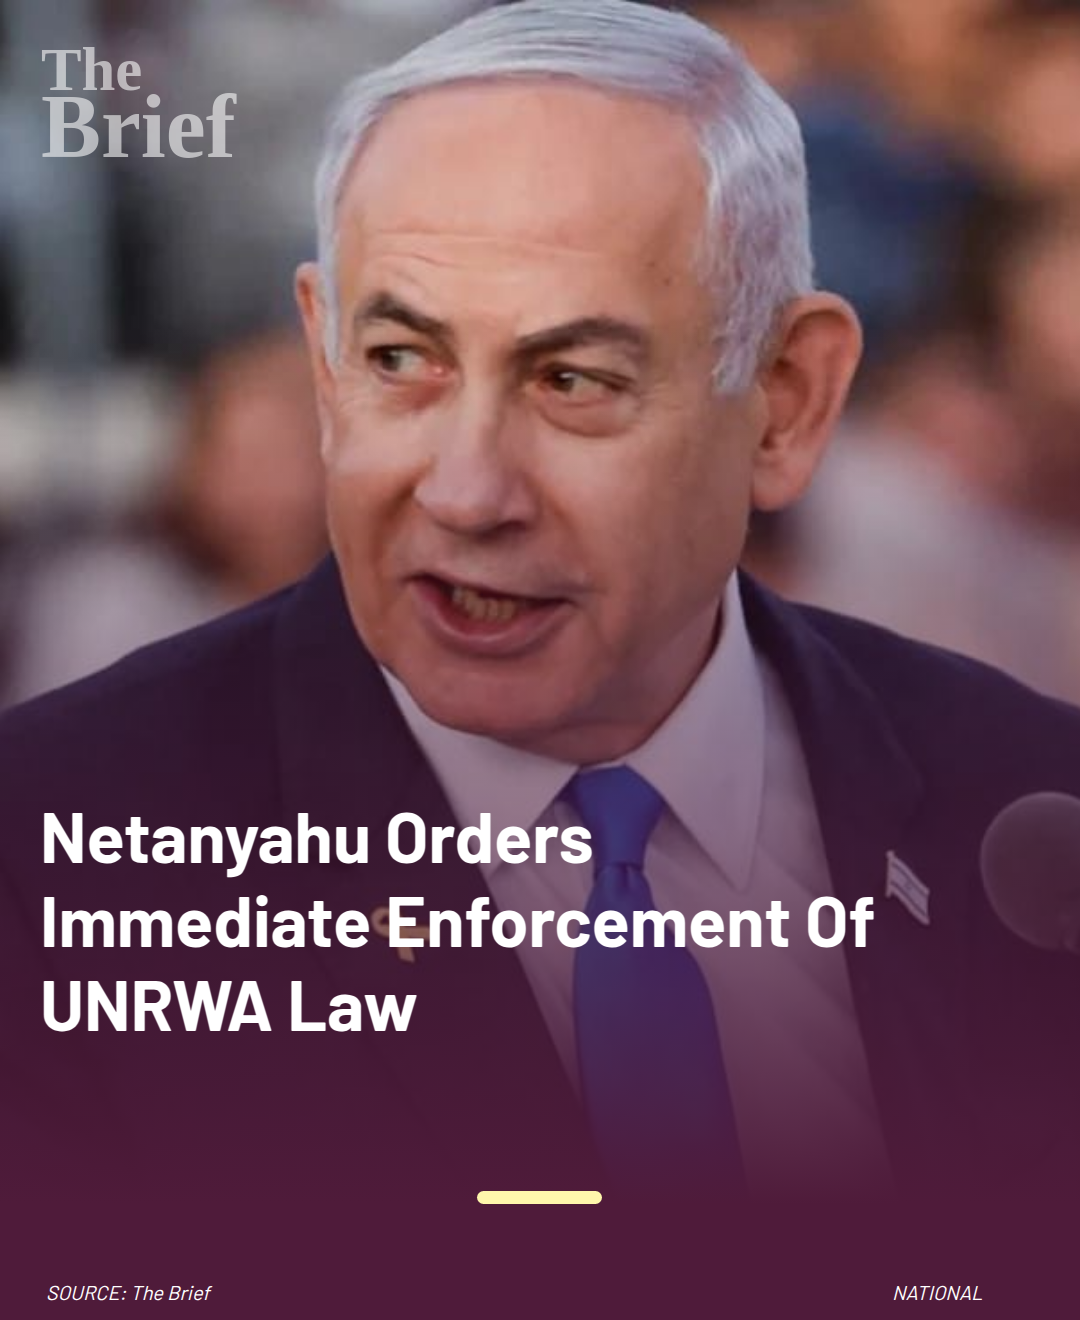 The
Brief
Netanyahu Orders
Immediate Enforcement Of
UNRWA Law
SOURCE: The Brief
NATIONAL